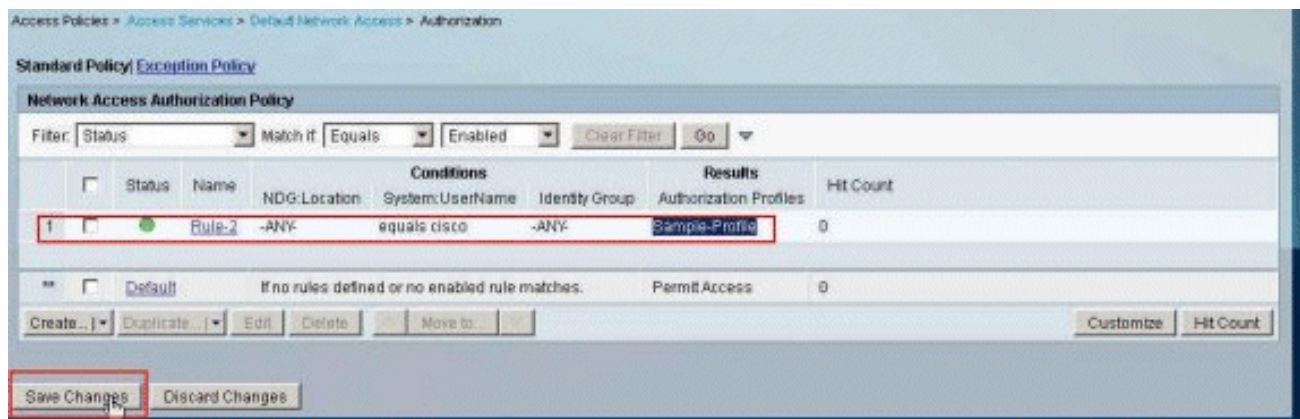 Access Policies > Access Services > Default Network Access > Authorization
Standard Policy| Exception Policy
Network Access Authorization Policy
Filter: Status Match if: Equals Enabled Clear Filter Go
Status Name Conditions Results Hit Count
NDG:Location System:UserName Identity Group Authorization Profiles
1 Rule-2 -ANY- equals cisco -ANY- Sample-Profile 0
** Default If no rules defined or no enabled rule matches. Permit Access 0
Create... | Duplicate... | Edit Delete Move to... Customize Hit Count
Save Changes Discard Changes